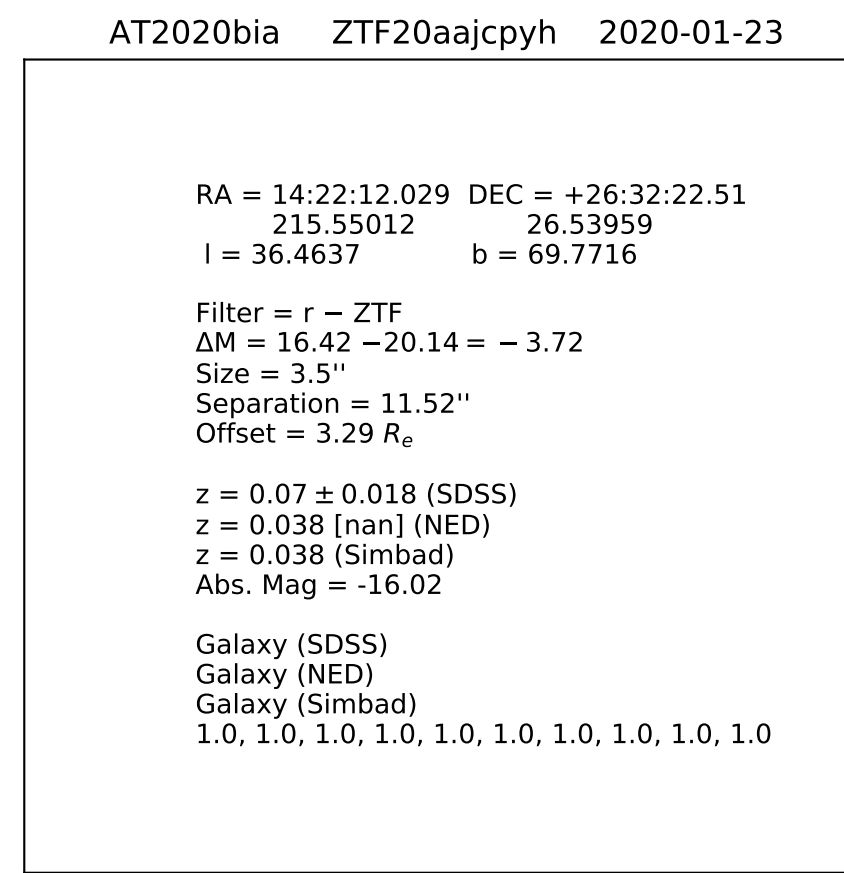 AT2020bia ZTF20aajcpyh 2020-01-23
RA = 14:22:12.029 DEC = +26:32:22.51
215.55012 26.53959
l = 36.4637 b = 69.7716
Filter = r − ZTF
ΔM = 16.42 −20.14 = − 3.72
Size = 3.5''
Separation = 11.52''
Offset = 3.29 Re
z = 0.07 ± 0.018 (SDSS)
z = 0.038 [nan] (NED)
z = 0.038 (Simbad)
Abs. Mag = -16.02
Galaxy (SDSS)
Galaxy (NED)
Galaxy (Simbad)
1.0, 1.0, 1.0, 1.0, 1.0, 1.0, 1.0, 1.0, 1.0, 1.0